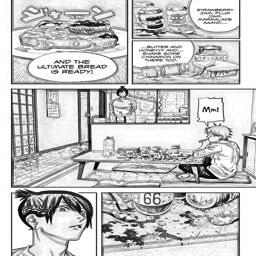 STRAWBERRY
JAM, PLUM
JAM,
MARMALADE
AAAND...
...BUTTER AND
HONEYYY AND
SHAKE SOME
CINNAMON ON
THERE TOO...
AND THE
ULTIMATE BREAD
IS READY!
Mm!
66